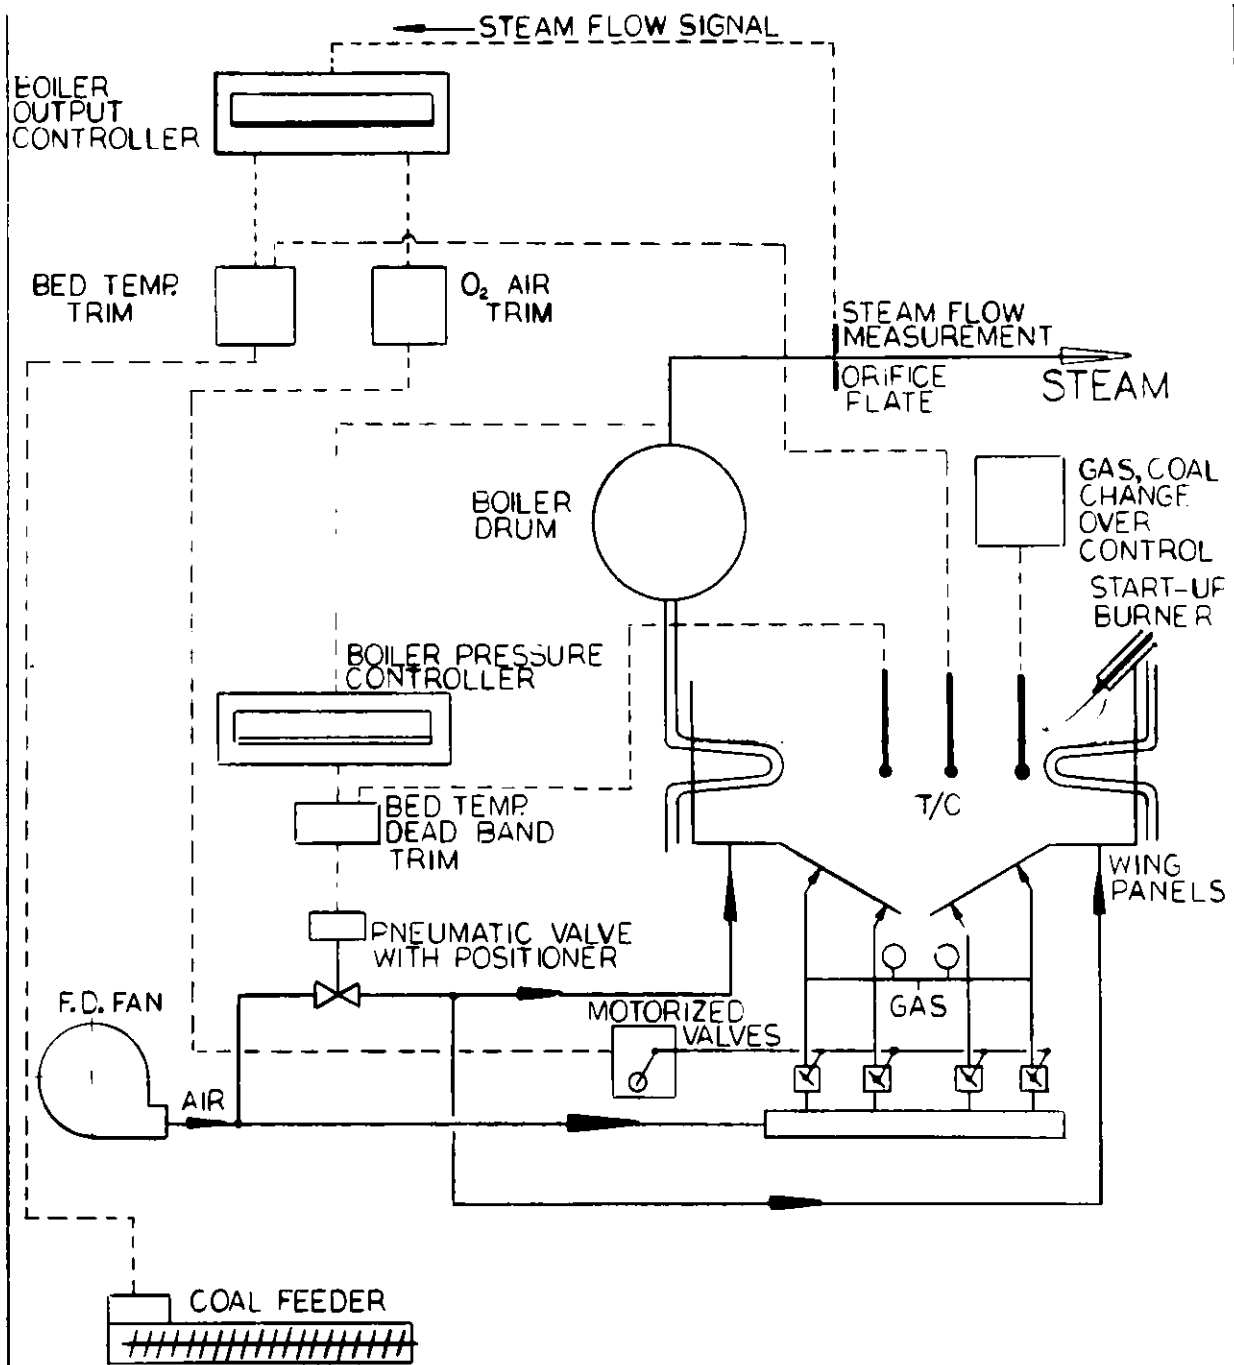 STEAM FLOW SIGNAL
BOILER
OUTPUT
CONTROLLER
BED TEMP.
TRIM
O₂ AIR
TRIM
STEAM FLOW
MEASUREMENT
ORIFICE
PLATE
STEAM
BOILER
DRUM
GAS, COAL
CHANGE
OVER
CONTROL
START-UP
BURNER
BOILER PRESSURE
CONTROLLER
T/C
BED TEMP.
DEAD BAND
TRIM
WING
PANELS
PNEUMATIC VALVE
WITH POSITIONER
F.D. FAN
GAS
MOTORIZED
VALVES
AIR
COAL FEEDER